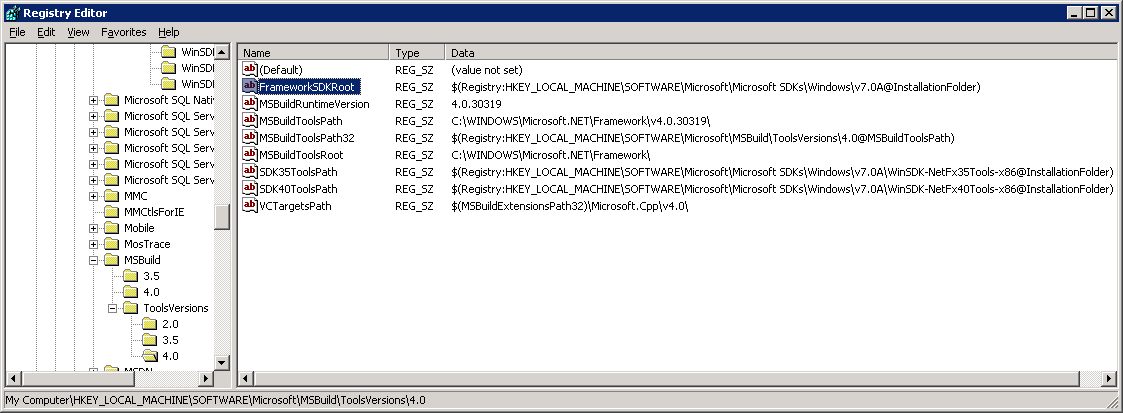 Registry Editor
File Edit View Favorites Help
WinSDK
WinSDK
WinSDK
Microsoft SQL Nativ
Microsoft SQL Serv
Microsoft SQL Serv
Microsoft SQL Serv
Microsoft SQL Serv
Microsoft SQL Serv
MMC
MMCtlsForIE
Mobile
MosTrace
MSBuild
3.5
4.0
ToolsVersions
2.0
3.5
4.0
MSDN
Name Type Data
(Default) REG_SZ (value not set)
FrameworkSDKRoot REG_SZ $(Registry:HKEY_LOCAL_MACHINE\SOFTWARE\Microsoft\Microsoft SDKs\Windows\v7.0A@InstallationFolder)
MSBuildRuntimeVersion REG_SZ 4.0.30319
MSBuildToolsPath REG_SZ C:\WINDOWS\Microsoft.NET\Framework\v4.0.30319\
MSBuildToolsPath32 REG_SZ $(Registry:HKEY_LOCAL_MACHINE\SOFTWARE\Microsoft\MSBuild\ToolsVersions\4.0@MSBuildToolsPath)
MSBuildToolsRoot REG_SZ C:\WINDOWS\Microsoft.NET\Framework\
SDK35ToolsPath REG_SZ $(Registry:HKEY_LOCAL_MACHINE\SOFTWARE\Microsoft\Microsoft SDKs\Windows\v7.0A\WinSDK-NetFx35Tools-x86@InstallationFolder)
SDK40ToolsPath REG_SZ $(Registry:HKEY_LOCAL_MACHINE\SOFTWARE\Microsoft\Microsoft SDKs\Windows\v7.0A\WinSDK-NetFx40Tools-x86@InstallationFolder)
VCTargetsPath REG_SZ $(MSBuildExtensionsPath32)\Microsoft.Cpp\v4.0\
My Computer\HKEY_LOCAL_MACHINE\SOFTWARE\Microsoft\MSBuild\ToolsVersions\4.0